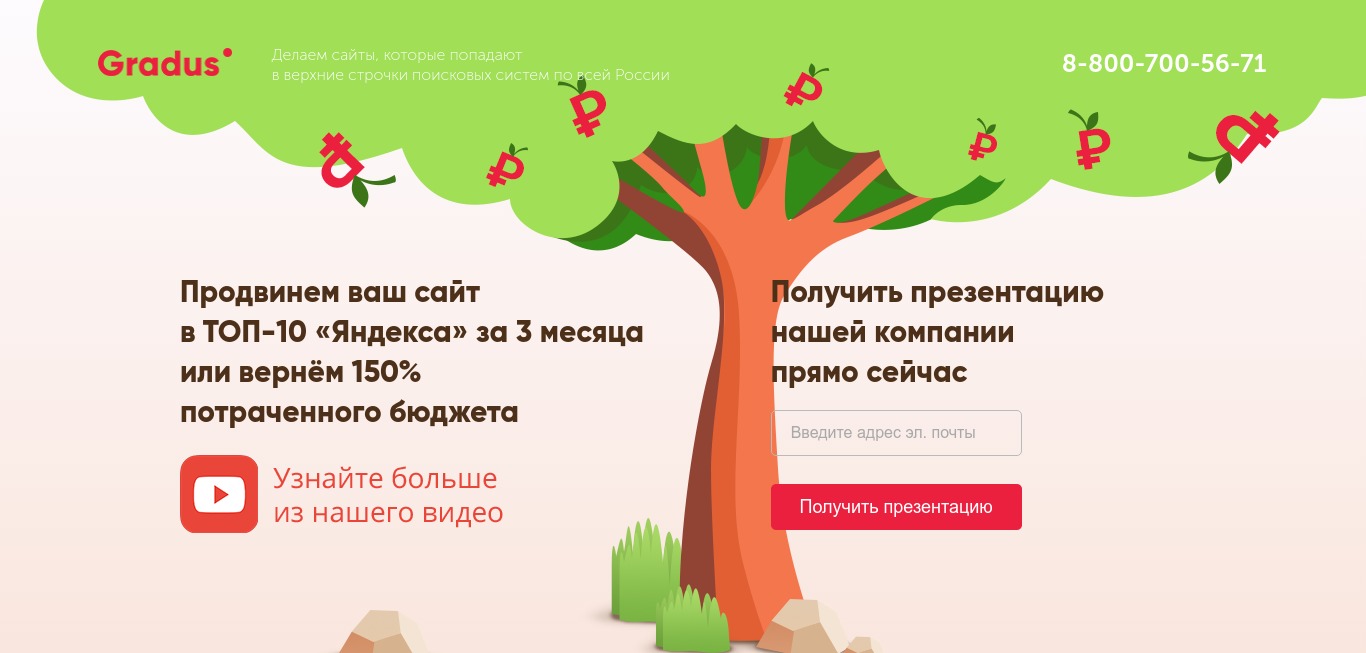 Gradus
Делаем сайты, которые попадают
в верхние строчки поисковых систем по всей России
8-800-700-56-71
Продвинем ваш сайт
в ТОП-10 «Яндекса» за 3 месяца
или вернём 150%
потраченного бюджета
Узнайте больше
из нашего видео
Получить презентацию
нашей компании
прямо сейчас
Введите адрес эл. почты
Получить презентацию